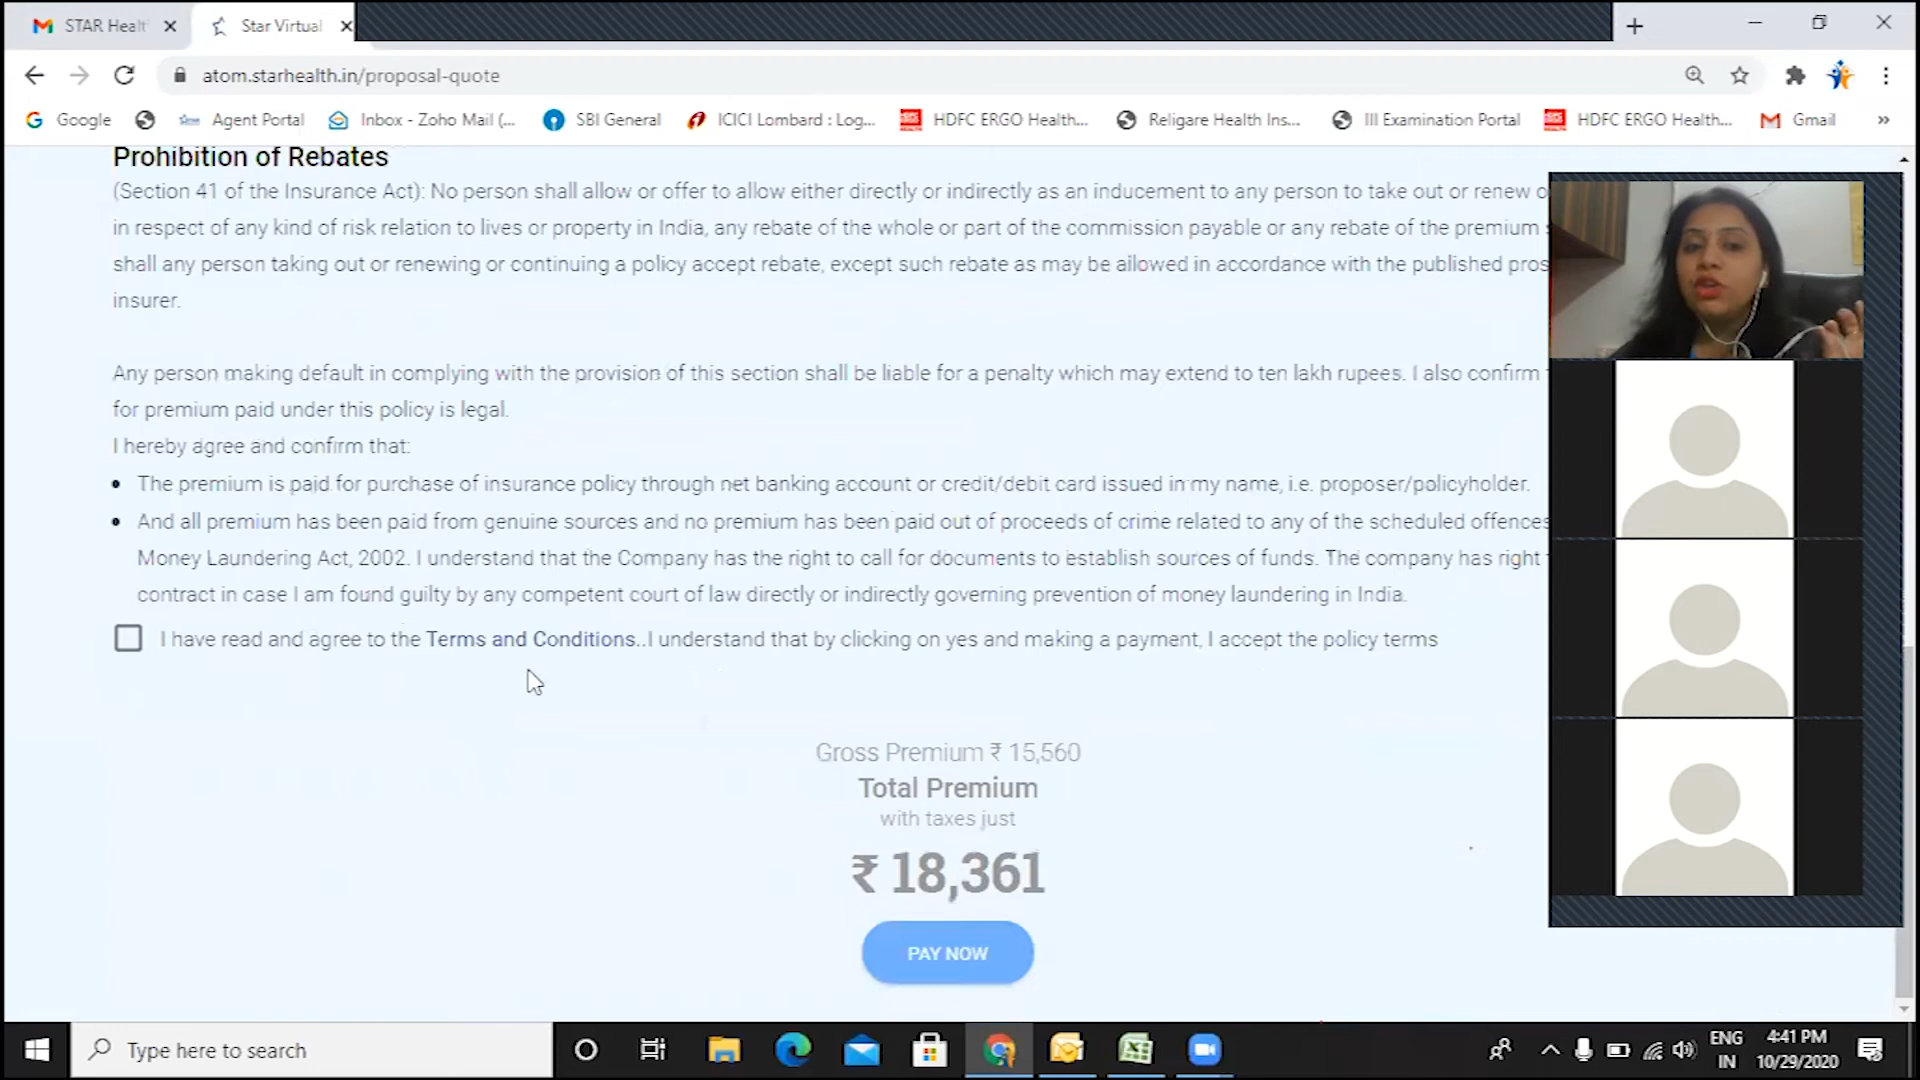 STAR Healt
Star Virtual
atom.starhealth.in/proposal-quote
Google
Agent Portal
Inbox - Zoho Mail (...
SBI General
ICICI Lombard : Log...
HDFC ERGO Health...
Religare Health Ins...
III Examination Portal
HDFC ERGO Health...
Gmail
»
Prohibition of Rebates
(Section 41 of the Insurance Act): No person shall allow or offer to allow either directly or indirectly as an inducement to any person to take out or renew o
in respect of any kind of risk relation to lives or property in India, any rebate of the whole or part of the commission payable or any rebate of the premium
shall any person taking out or renewing or continuing a policy accept rebate, except such rebate as may be allowed in accordance with the published pros
insurer.
Any person making default in complying with the provision of this section shall be liable for a penalty which may extend to ten lakh rupees. I also confirm
for premium paid under this policy is legal.
I hereby agree and confirm that:
• The premium is paid for purchase of insurance policy through net banking account or credit/debit card issued in my name, i.e. proposer/policyholder.
• And all premium has been paid from genuine sources and no premium has been paid out of proceeds of crime related to any of the scheduled offences
Money Laundering Act, 2002. I understand that the Company has the right to call for documents to establish sources of funds. The company has right
contract in case I am found guilty by any competent court of law directly or indirectly governing prevention of money laundering in India.
I have read and agree to the Terms and Conditions..I understand that by clicking on yes and making a payment, I accept the policy terms
Gross Premium ₹ 15,560
Total Premium
with taxes just
₹ 18,361
PAY NOW
Type here to search
ENG
IN
4:41 PM
10/29/2020